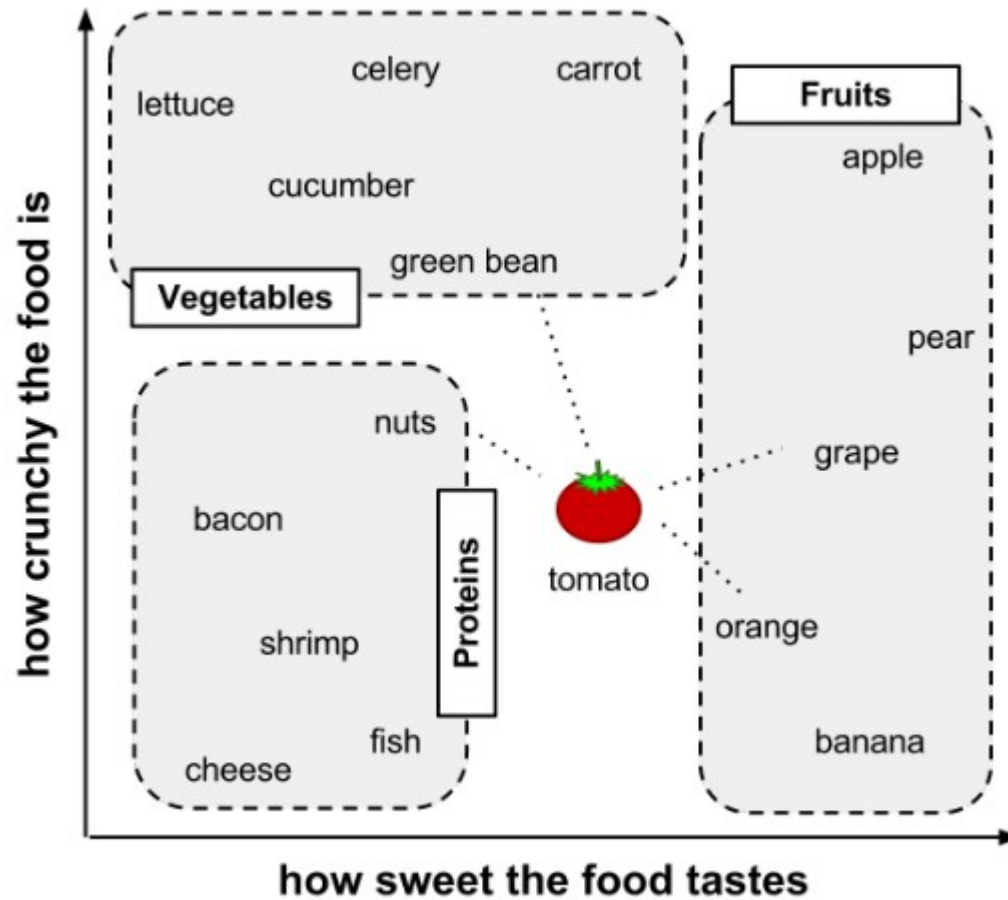 celery
carrot
lettuce
Fruits
apple
cucumber
green bean
Vegetables
pear
nuts
grape
bacon
tomato
Proteins
orange
shrimp
fish
banana
cheese
how crunchy the food is
how sweet the food tastes